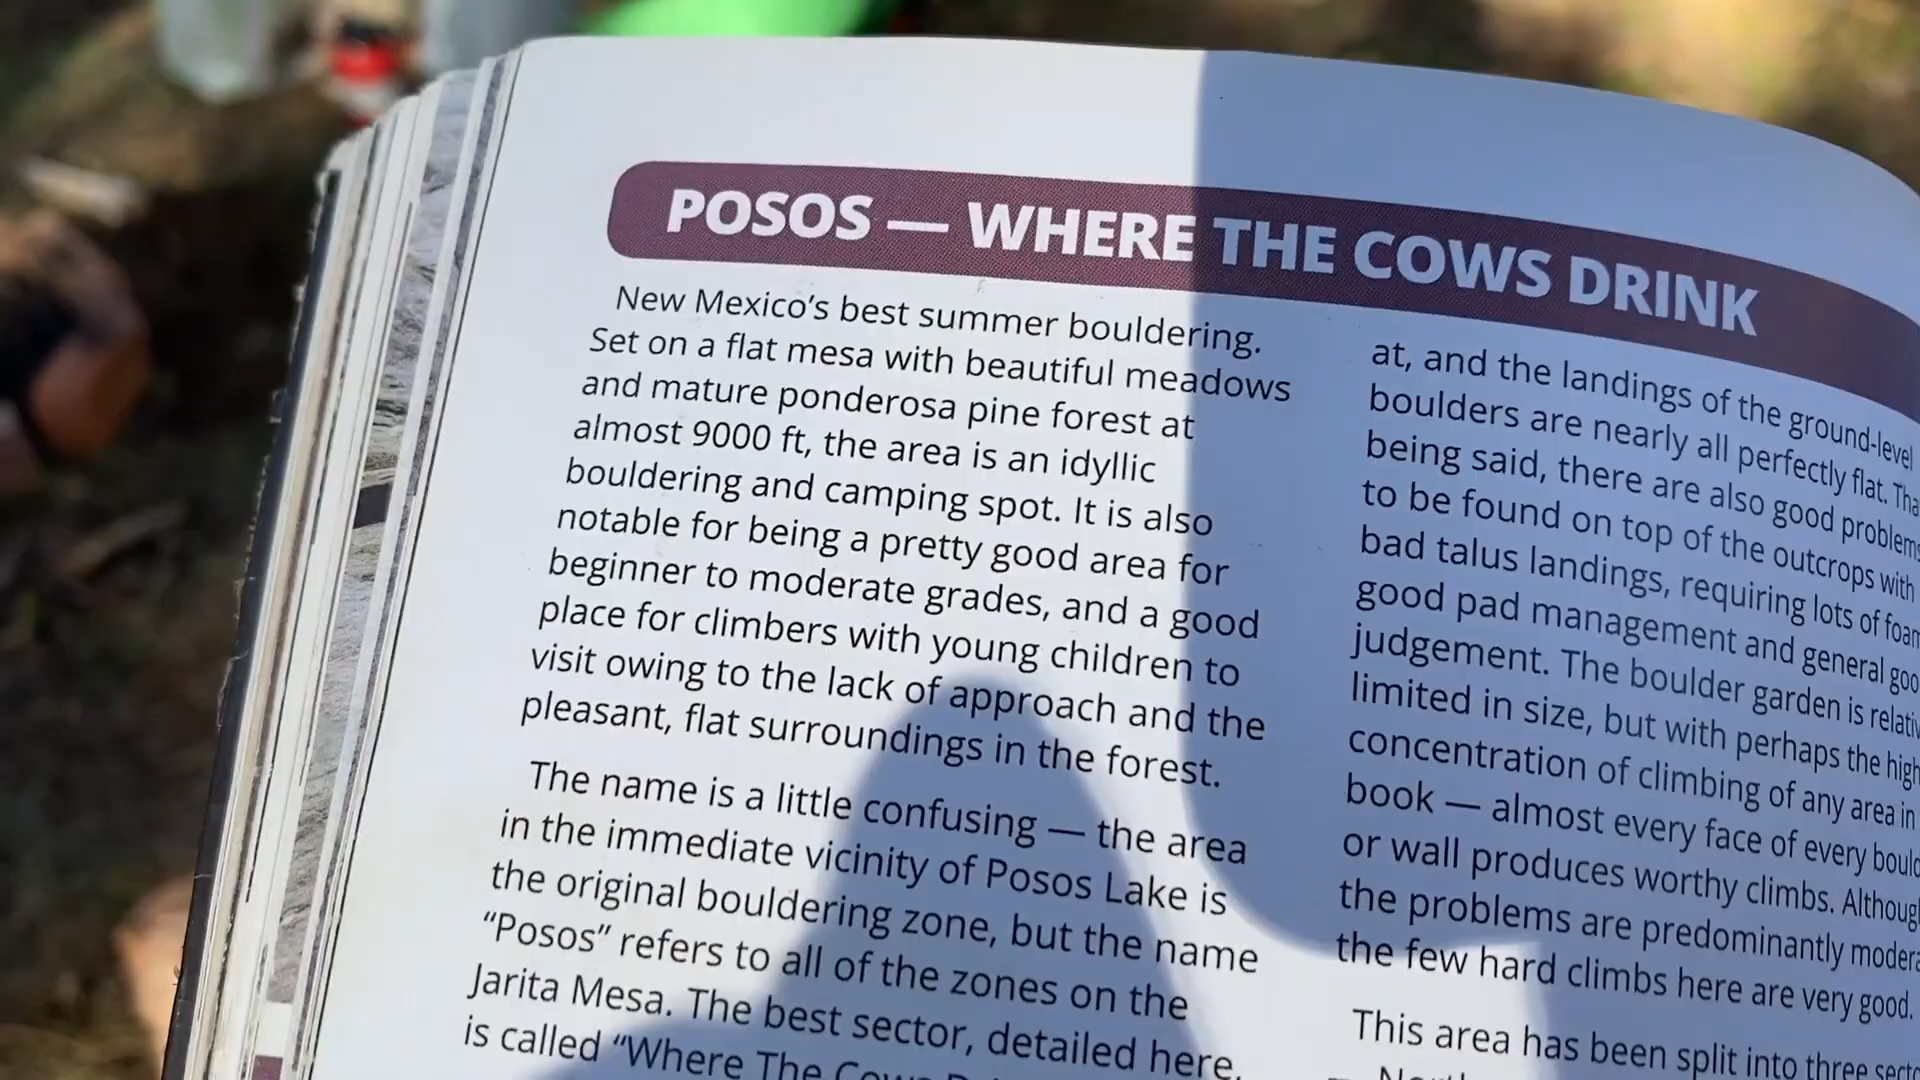 POSOS — WHERE THE COWS DRINK
New Mexico’s best summer bouldering.
Set on a flat mesa with beautiful meadows
and mature ponderosa pine forest at
almost 9000 ft, the area is an idyllic
bouldering and camping spot. It is also
notable for being a pretty good area for
beginner to moderate grades, and a good
place for climbers with young children to
visit owing to the lack of approach and the
pleasant, flat surroundings in the forest.
The name is a little confusing — the area
in the immediate vicinity of Posos Lake is
the original bouldering zone, but the name
“Posos” refers to all of the zones on the
Jarita Mesa. The best sector, detailed here,
is called “Where The
at, and the landings of the ground-level
boulders are nearly all perfectly flat.
being said, there are also good problems
to be found on top of the outcrops with
bad talus landings, requiring lots of foam
good pad management and general
judgement. The boulder garden is
limited in size, but with perhaps the
concentration of climbing of any area in
book — almost every face of every
or wall produces worthy climbs.
the problems are predominantly
the few hard climbs here are very good.
This area has been split into three